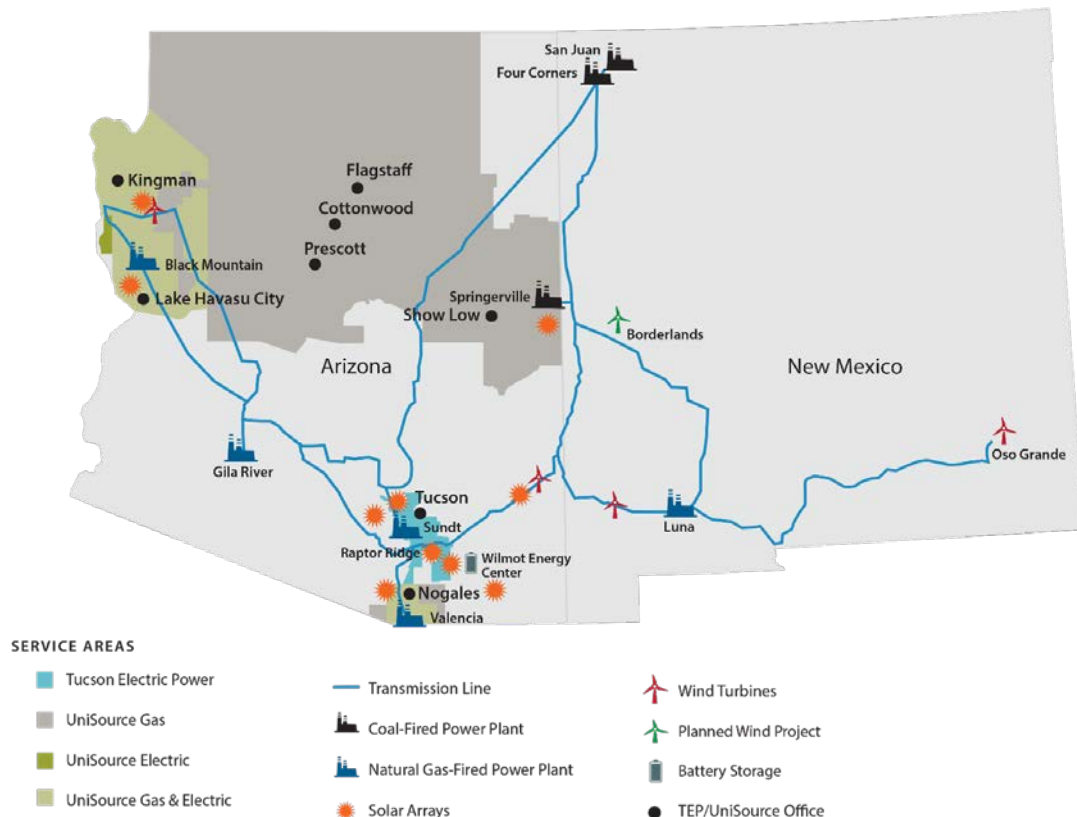 San Juan
Four Corners
Kingman
Flagstaff
Cottonwood
Prescott
Black Mountain
Lake Havasu City
Springerville
Show Low
Borderlands
Arizona
New Mexico
Gila River
Oso Grande
Tucson
Sundt
Luna
Raptor Ridge
Wilmot Energy
Center
Nogales
Valencia
SERVICE AREAS
Tucson Electric Power
UniSource Gas
UniSource Electric
UniSource Gas & Electric
Transmission Line
Coal-Fired Power Plant
Natural Gas-Fired Power Plant
Solar Arrays
Wind Turbines
Planned Wind Project
Battery Storage
TEP/UniSource Office